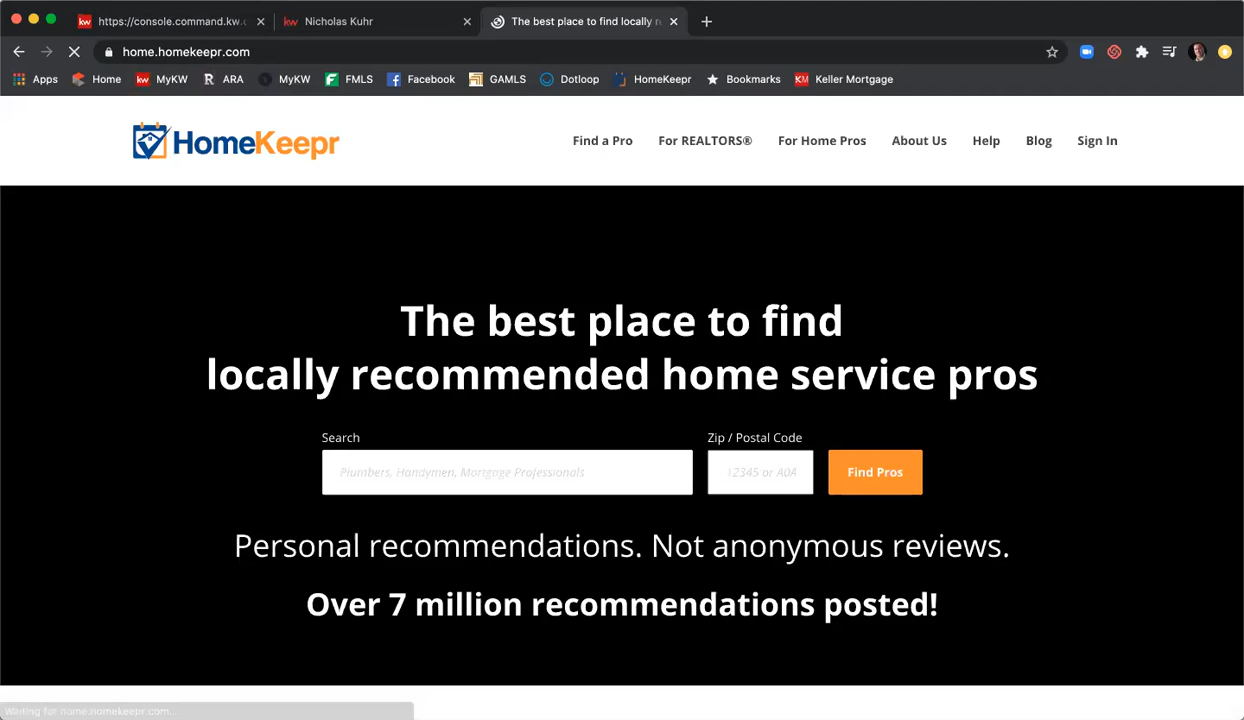 https://console.command.kw.c
Nicholas Kuhr
The best place to find locally r
home.homekeepr.com
Apps
Home
MyKW
ARA
MyKW
FMLS
Facebook
GAMLS
Dotloop
HomeKeepr
Bookmarks
Keller Mortgage
HomeKeepr
Find a Pro
For REALTORS®
For Home Pros
About Us
Help
Blog
Sign In
The best place to find
locally recommended home service pros
Search
Zip / Postal Code
Plumbers, Handymen, Mortgage Professionals
12345 or A0A
Find Pros
Personal recommendations. Not anonymous reviews.
Over 7 million recommendations posted!
Waiting for home.homekeepr.com...